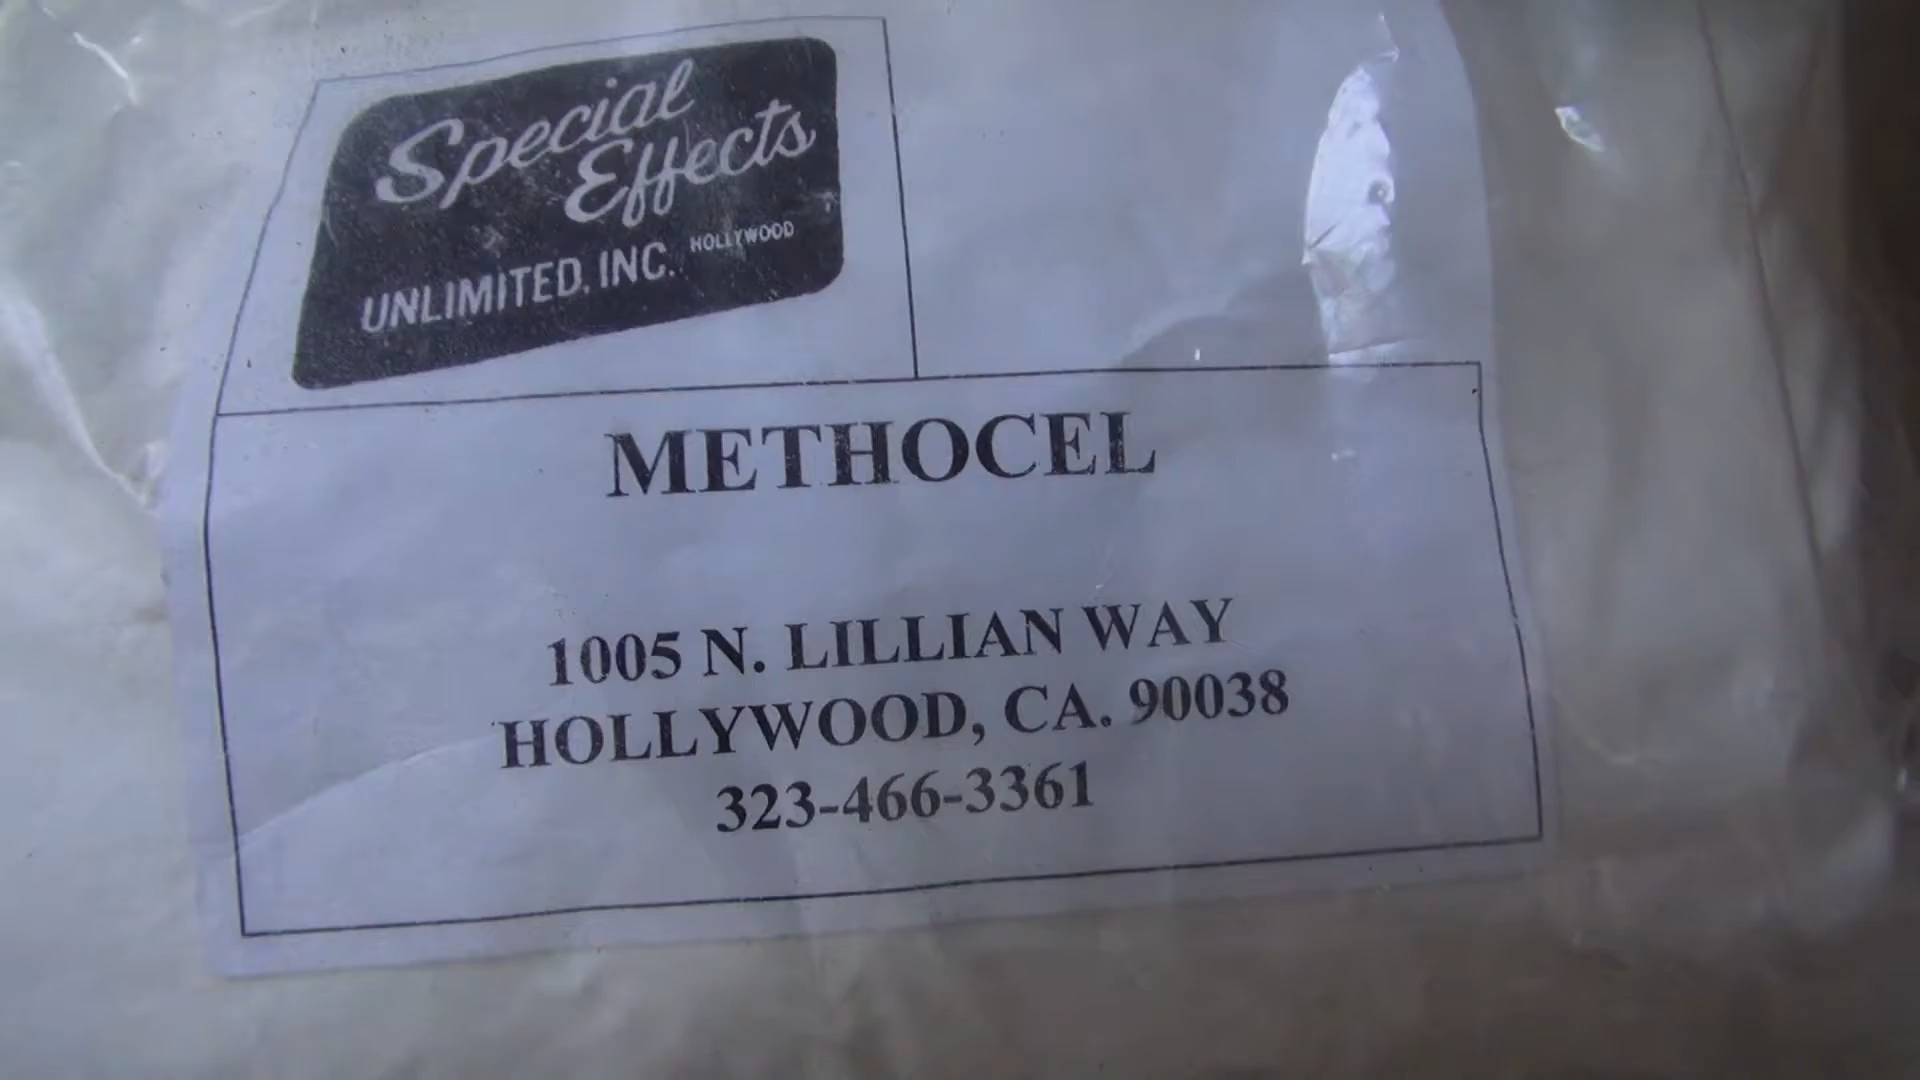 Special
Effects
UNLIMITED, INC. HOLLYWOOD
METHOCEL
1005 N. LILLIAN WAY
HOLLYWOOD, CA. 90038
323-466-3361